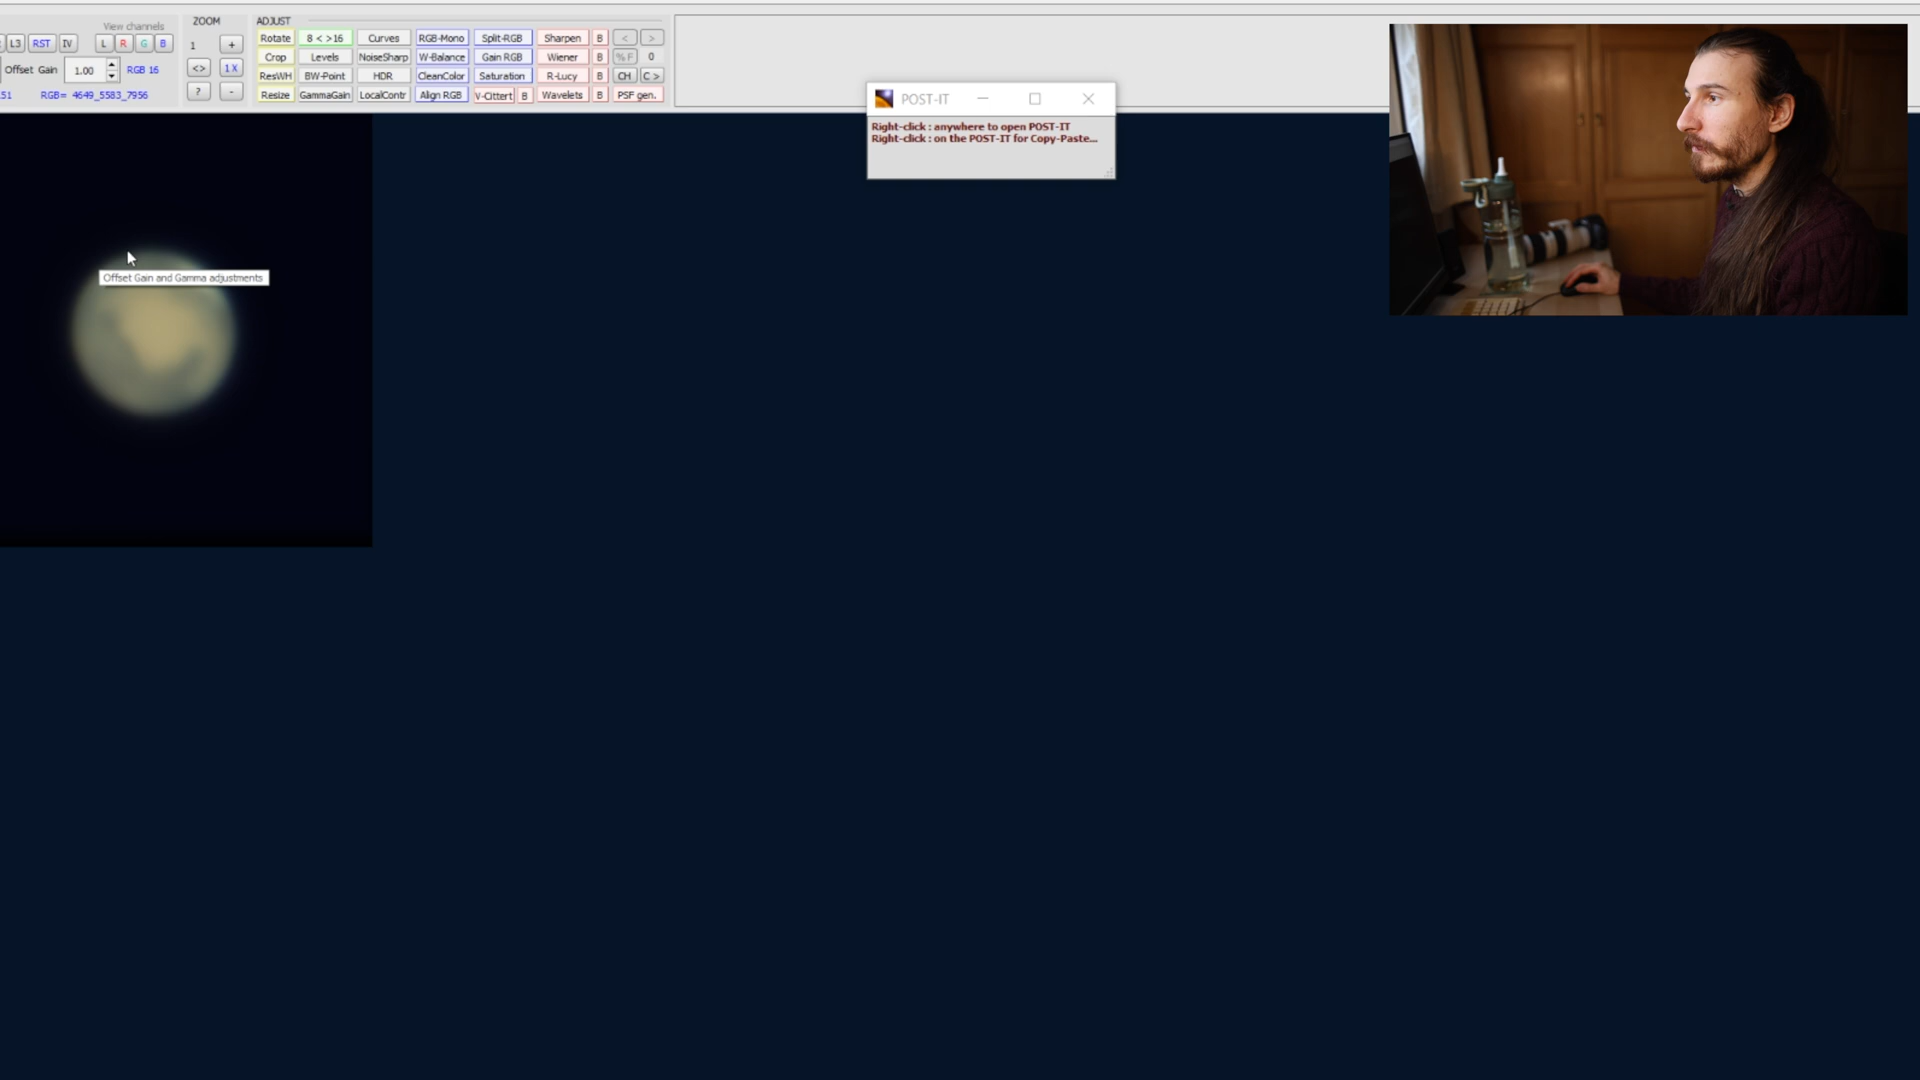 View channels
ZOOM
ADJUST
L3 RST IV L R G B
1 +
Offset Gain 1.00 RGB 16
<> 1 X
51 RGB= 4649_5583_7956
? -
Rotate 8 < >16 Curves RGB-Mono Split-RGB Sharpen B < >
Crop Levels NoiseSharp W-Balance Gain RGB Wiener B % F 0
ResWH BW-Point HDR CleanColor Saturation R-Lucy B CH C >
Resize GammaGain LocalContr Align RGB V-Cittert B Wavelets B PSF gen.
POST-IT
Right-click : anywhere to open POST-IT
Right-click : on the POST-IT for Copy-Paste...
Offset Gain and Gamma adjustments